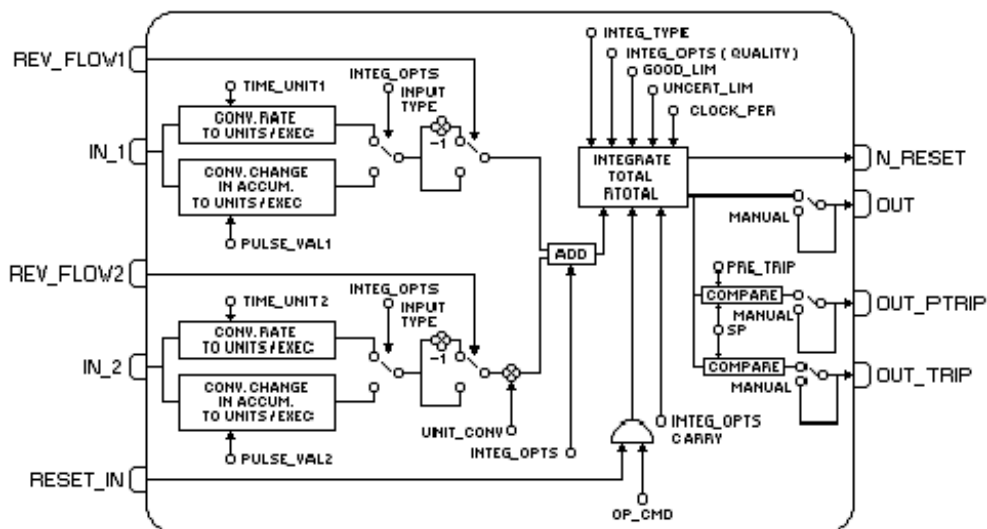 REV_FLOW1
IN_1
REV_FLOW2
IN_2
RESET_IN
TIME_UNIT1
CONV. RATE
TO UNITS / EXEC
CONV. CHANGE
IN ACCUM.
TO UNITS / EXEC
PULSE_VAL1
INTEG_OPTS
INPUT
TYPE
-1
TIME_UNIT2
CONV. RATE
TO UNITS / EXEC
CONV. CHANGE
IN ACCUM.
TO UNITS / EXEC
PULSE_VAL2
INTEG_OPTS
INPUT
TYPE
-1
UNIT_CONV
INTEG_OPTS
ADD
INTEG_TYPE
INTEG_OPTS ( QUALITY)
GOOD_LIM
UNCERT_LIM
CLOCK_PER
INTEGRATE
TOTAL
RTOTAL
INTEG_OPTS
CARRY
OP_CMD
MANUAL
PRE_TRIP
COMPARE
MANUAL
SP
COMPARE
MANUAL
N_RESET
OUT
OUT_PTRIP
OUT_TRIP